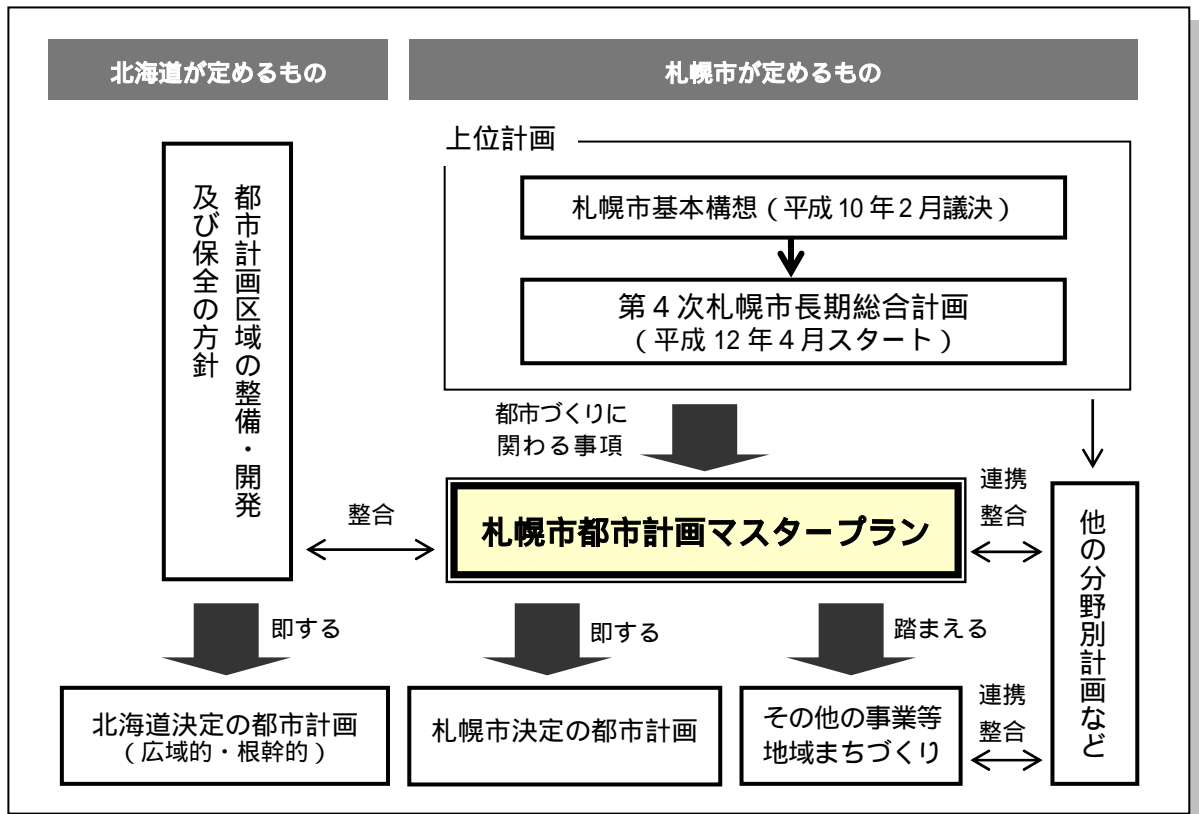 北海道が定めるもの
札幌市が定めるもの
都市計画区域の整備・開発
及び保全の方針
上位計画
札幌市基本構想（平成10年2月議決）
第4次札幌市長期総合計画
（平成12年4月スタート）
都市づくりに
関わる事項
整合
札幌市都市計画マスタープラン
連携
整合
他の分野別計画など
即する
即する
踏まえる
北海道決定の都市計画
（広域的・根幹的）
札幌市決定の都市計画
その他の事業等
地域まちづくり
連携
整合